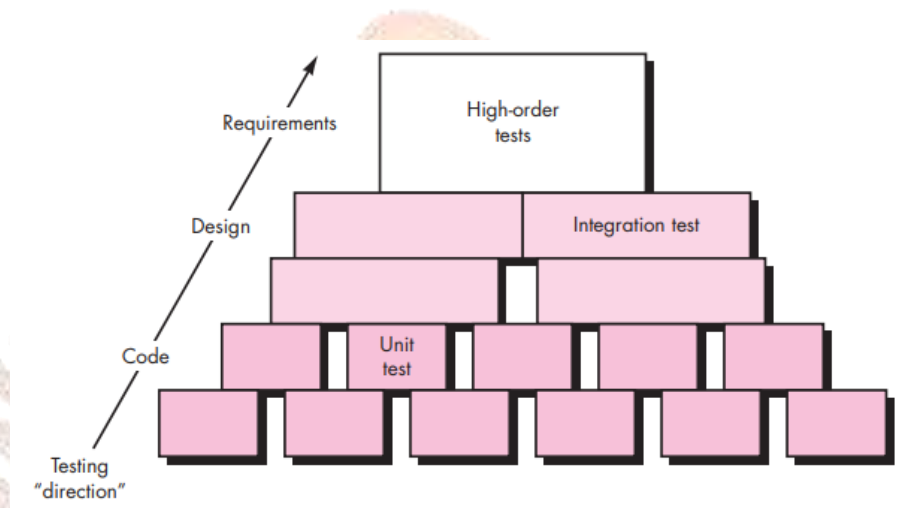 High-order
tests
Requirements
Design
Integration test
Unit
test
Code
Testing
“direction”